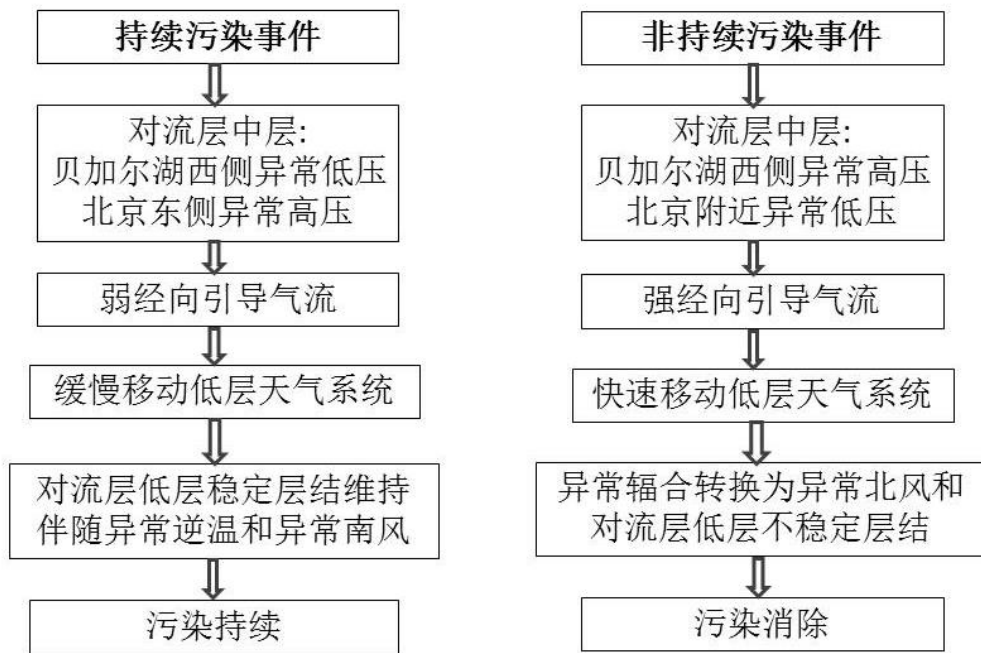 持续污染事件
对流层中层:
贝加尔湖西侧异常低压
北京东侧异常高压
弱经向引导气流
缓慢移动低层天气系统
对流层低层稳定层结维持
伴随异常逆温和异常南风
污染持续
非持续污染事件
对流层中层:
贝加尔湖西侧异常高压
北京附近异常低压
强经向引导气流
快速移动低层天气系统
异常辐合转换为异常北风和
对流层低层不稳定层结
污染消除